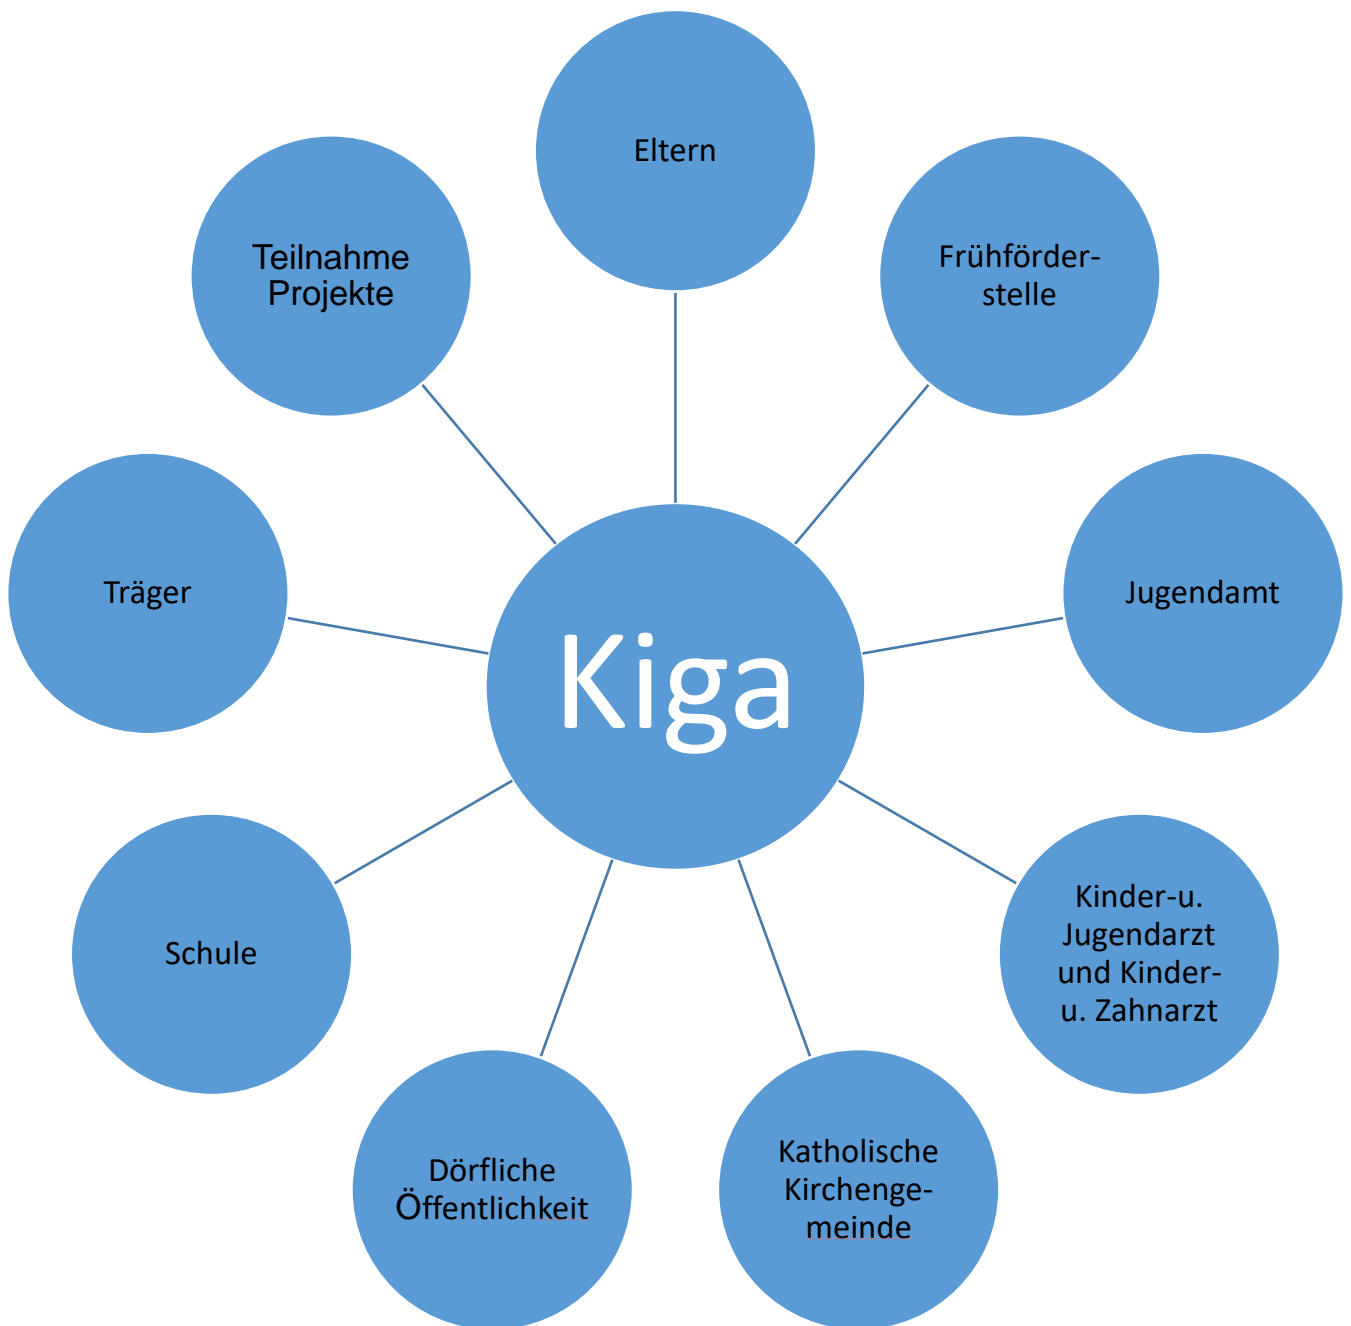 Eltern
Teilnahme
Projekte
Frühförder-
stelle
Träger
Jugendamt
Kiga
Schule
Kinder-u.
Jugendarzt
und Kinder-
u. Zahnarzt
Dörfliche
Öffentlichkeit
Katholische
Kirchenge-
meinde